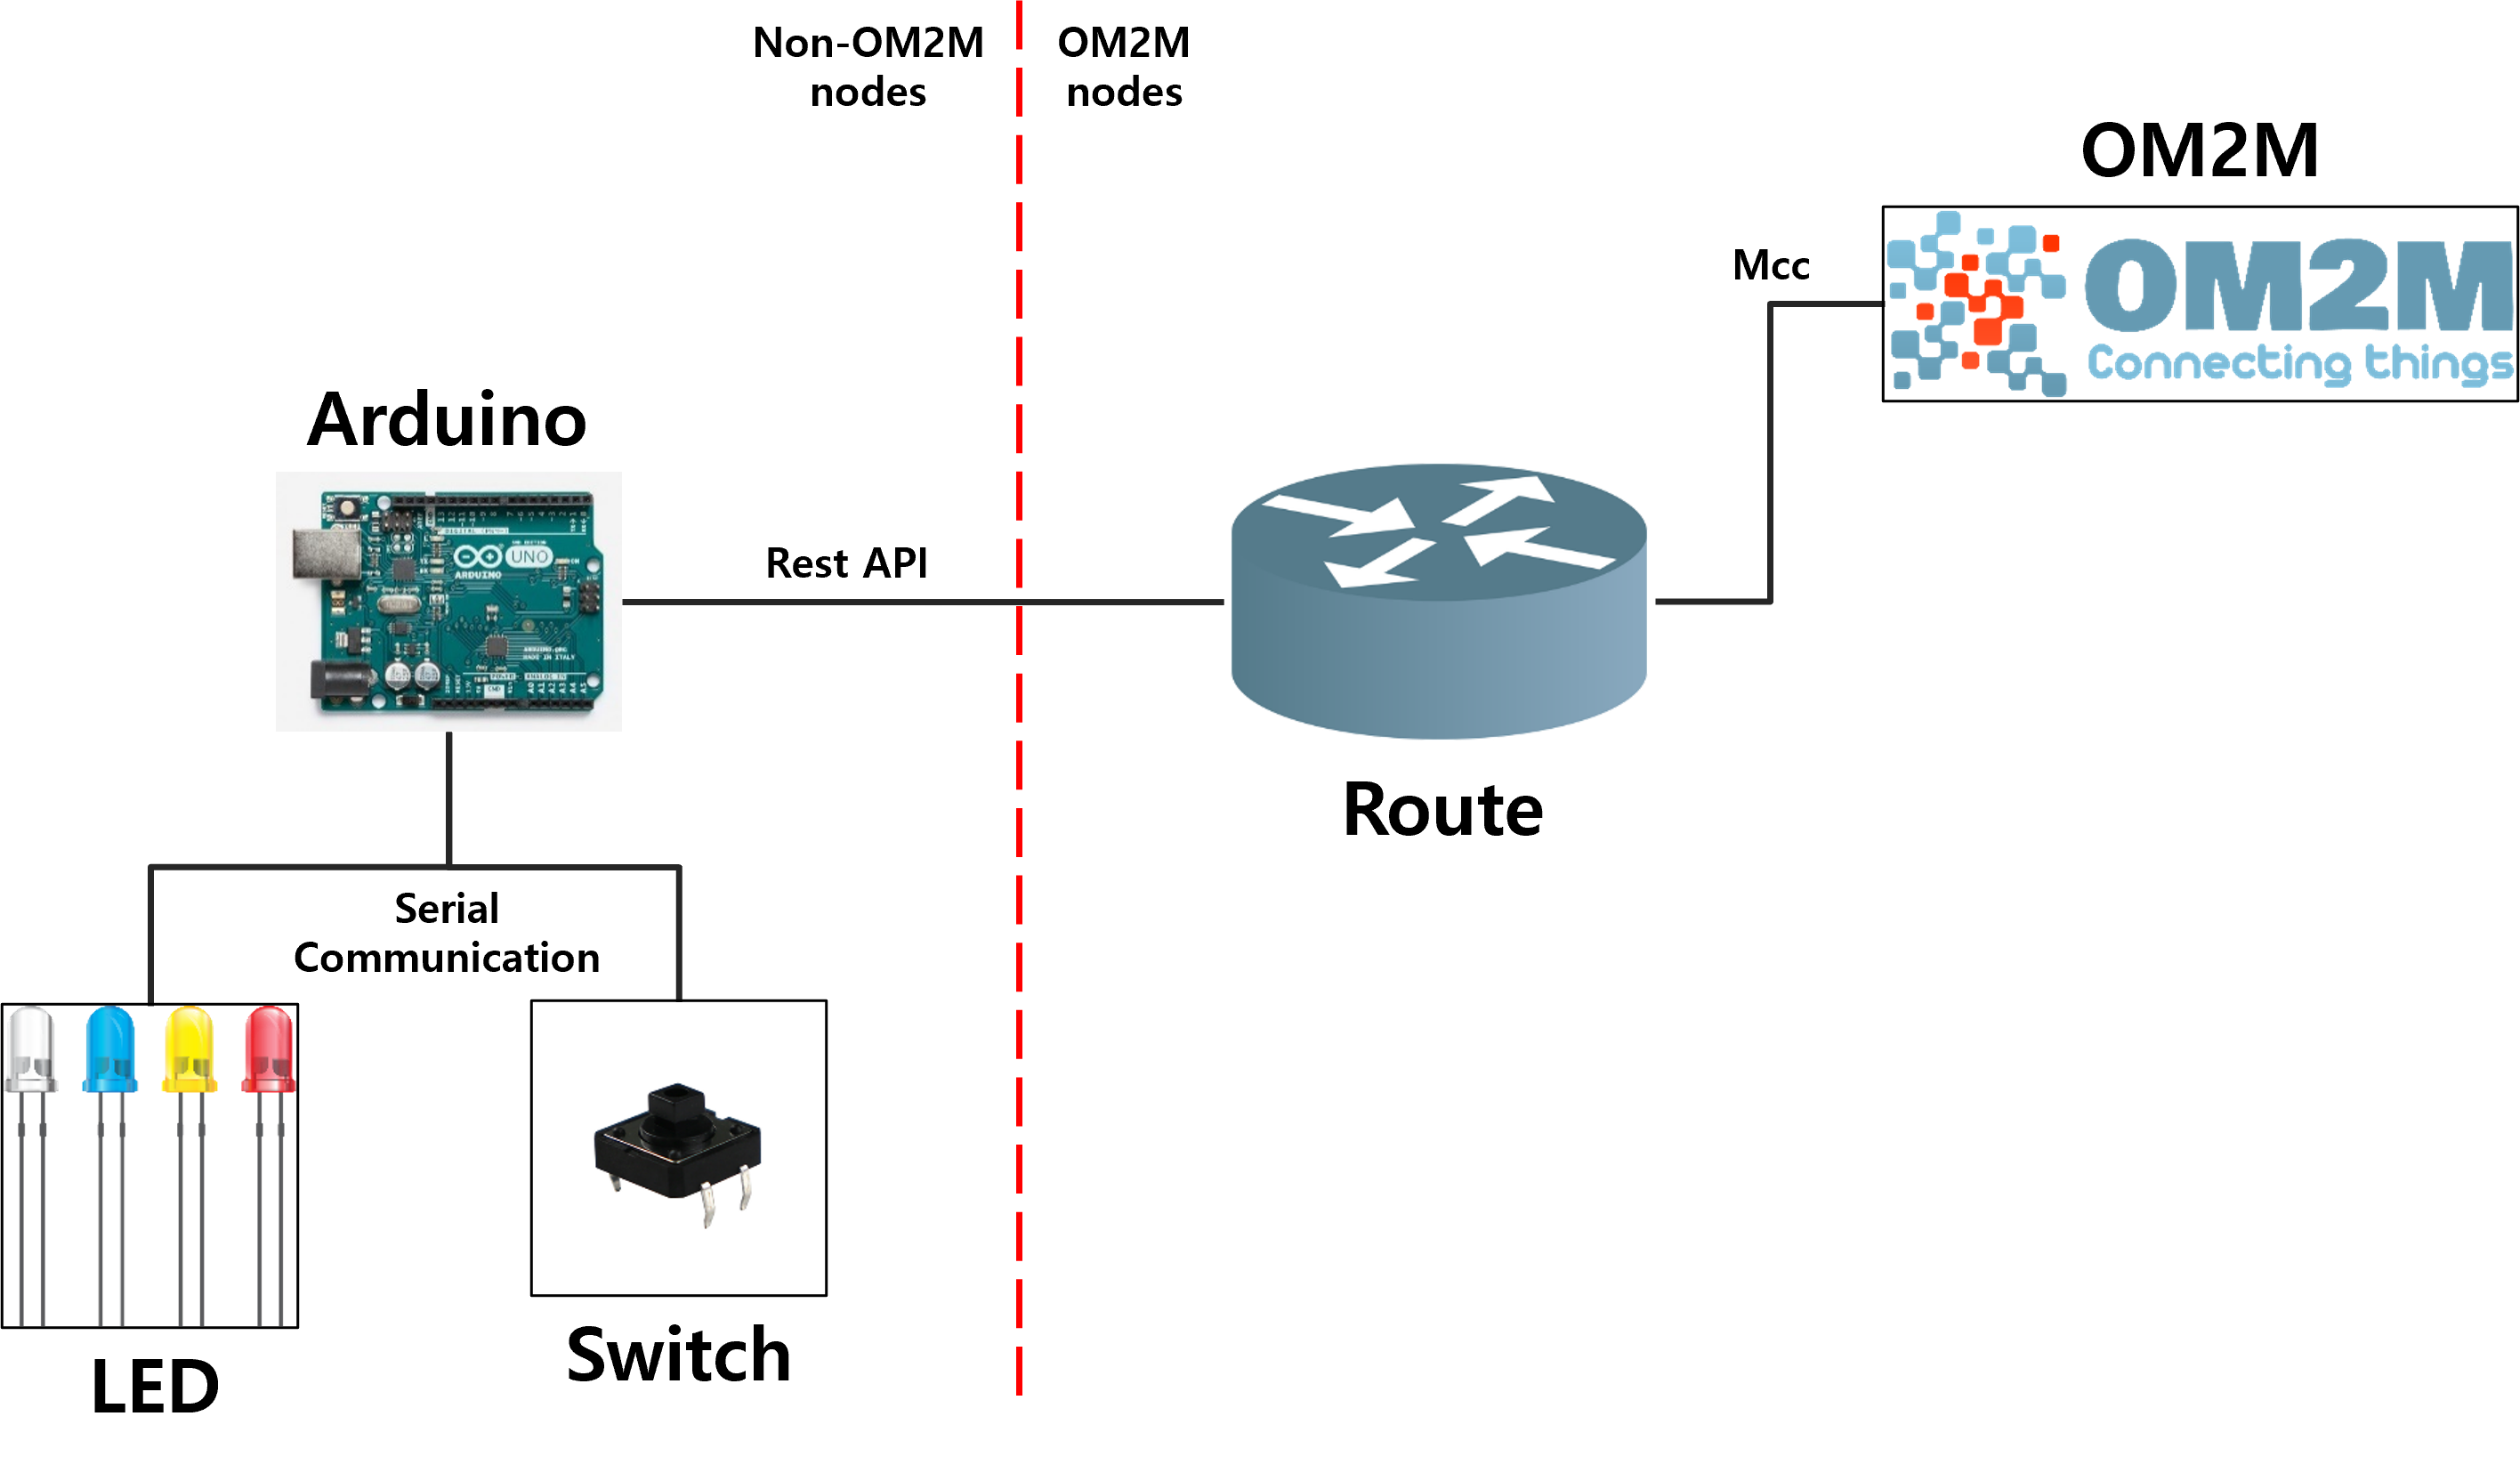 Non-OM2M
nodes
OM2M
nodes
OM2M
Mcc
OM2M
Connecting things
Arduino
UNO
ARDUINO
Rest API
Route
Serial
Communication
LED
Switch